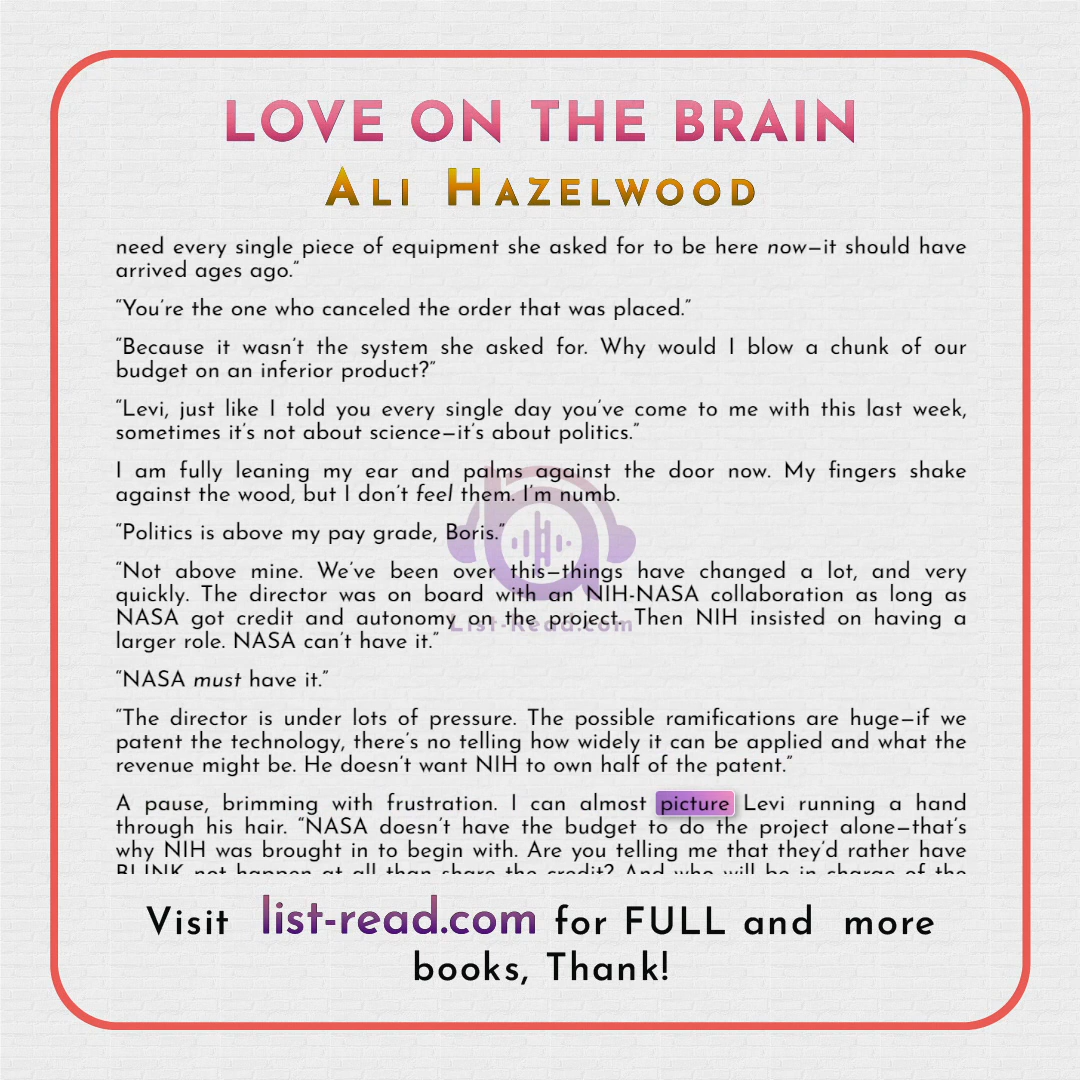 LOVE ON THE BRAIN
ALI HAZELWOOD
need every single piece of equipment she asked for to be here now—it should have
arrived ages ago.”
“You’re the one who canceled the order that was placed.”
“Because it wasn’t the system she asked for. Why would I blow a chunk of our
budget on an inferior product?”
“Levi, just like I told you every single day you’ve come to me with this last week,
sometimes it’s not about science—it’s about politics.”
I am fully leaning my ear and palms against the door now. My fingers shake
against the wood, but I don’t feel them. I’m numb.
“Politics is above my pay grade, Boris.”
“Not above mine. We’ve been over this—things have changed a lot, and very
quickly. The director was on board with an NIH-NASA collaboration as long as
NASA got credit and autonomy on the project. Then NIH insisted on having a
larger role. NASA can’t have it.”
List-Read.com
“NASA must have it.”
“The director is under lots of pressure. The possible ramifications are huge—if we
patent the technology, there’s no telling how widely it can be applied and what the
revenue might be. He doesn’t want NIH to own half of the patent.”
A pause, brimming with frustration. I can almost picture Levi running a hand
through his hair. “NASA doesn’t have the budget to do the project alone—that’s
why NIH was brought in to begin with. Are you telling me that they’d rather have
BLINK not happen at all than share the credit? And who will be in charge of the
Visit list-read.com for FULL and more
books, Thank!